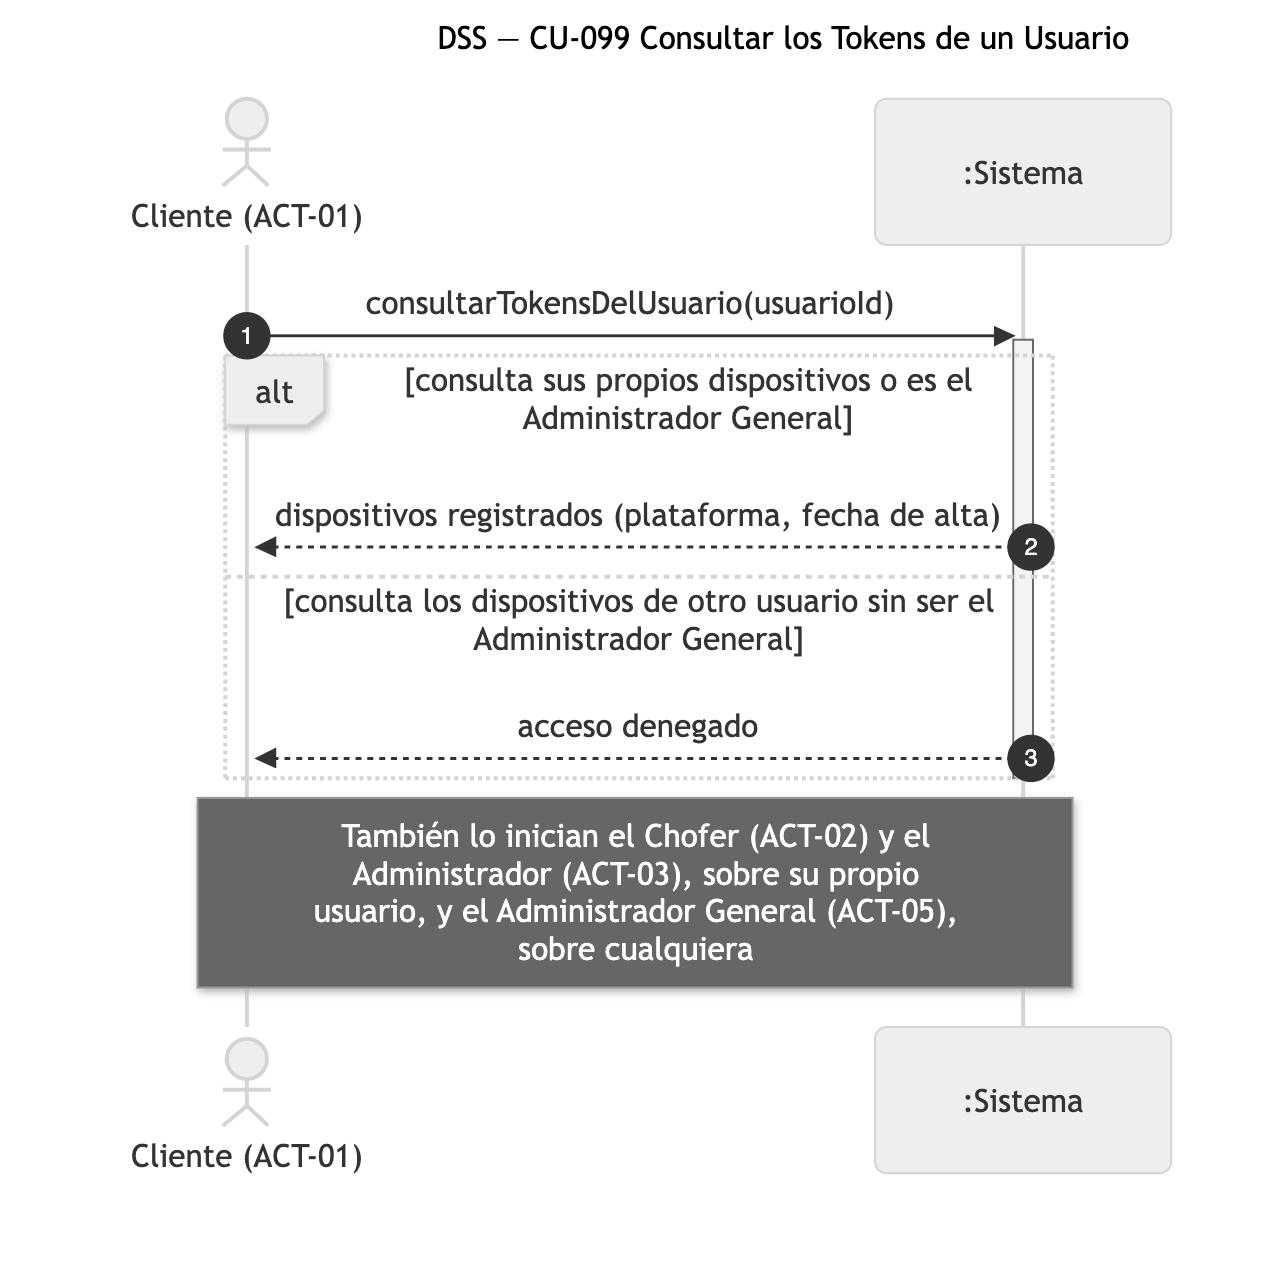 DSS — CU-099 Consultar los Tokens de un Usuario
Cliente (ACT-01)
:Sistema
consultarTokensDelUsuario(usuarioId)
1
alt
[consulta sus propios dispositivos o es el
Administrador General]
dispositivos registrados (plataforma, fecha de alta)
2
[consulta los dispositivos de otro usuario sin ser el
Administrador General]
acceso denegado
3
También lo inician el Chofer (ACT-02) y el
Administrador (ACT-03), sobre su propio
usuario, y el Administrador General (ACT-05),
sobre cualquiera
Cliente (ACT-01)
:Sistema